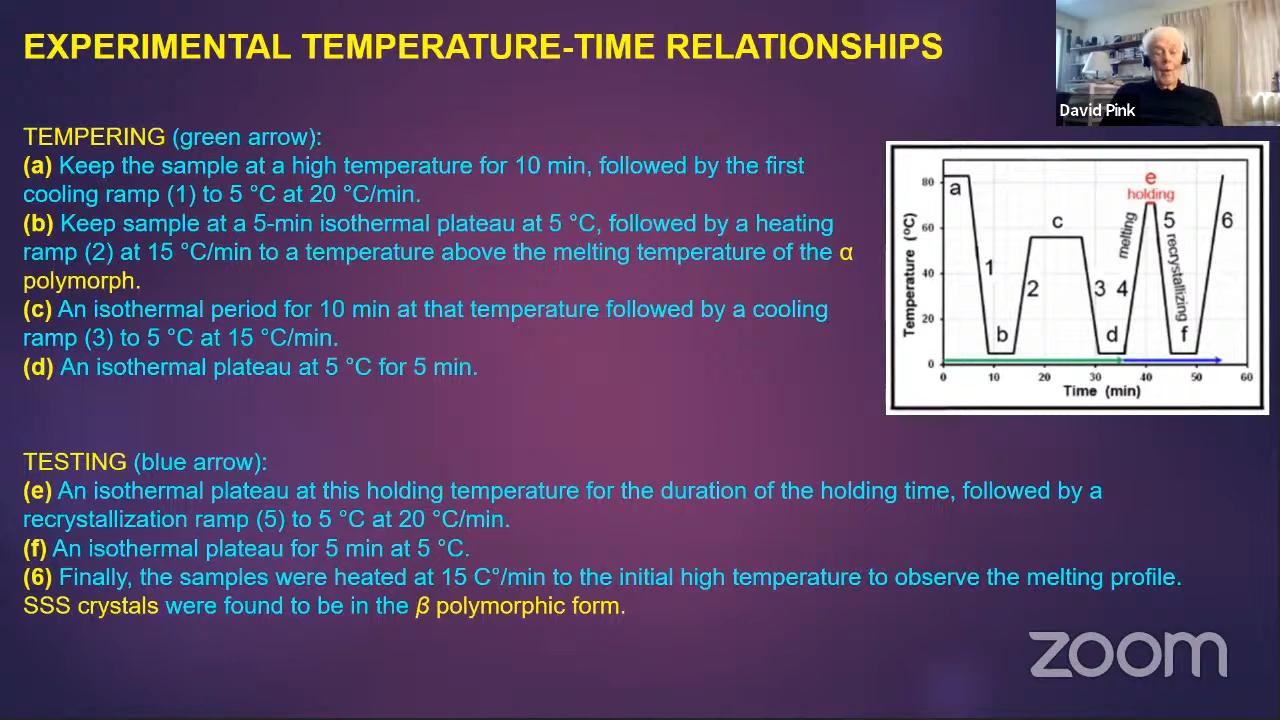 EXPERIMENTAL TEMPERATURE-TIME RELATIONSHIPS
David Pink
TEMPERING (green arrow):
(a) Keep the sample at a high temperature for 10 min, followed by the first
cooling ramp (1) to 5 °C at 20 °C/min.
(b) Keep sample at a 5-min isothermal plateau at 5 °C, followed by a heating
ramp (2) at 15 °C/min to a temperature above the melting temperature of the α
polymorph.
(c) An isothermal period for 10 min at that temperature followed by a cooling
ramp (3) to 5 °C at 15 °C/min.
(d) An isothermal plateau at 5 °C for 5 min.
Temperature (°C)
80
60
40
20
0
a
1
b
2
c
3
d
4
melting
e
holding
5
recrystallizing
f
6
0 10 20 30 40 50 60
Time (min)
TESTING (blue arrow):
(e) An isothermal plateau at this holding temperature for the duration of the holding time, followed by a
recrystallization ramp (5) to 5 °C at 20 °C/min.
(f) An isothermal plateau for 5 min at 5 °C.
(6) Finally, the samples were heated at 15 C°/min to the initial high temperature to observe the melting profile.
SSS crystals were found to be in the β polymorphic form.
zoom